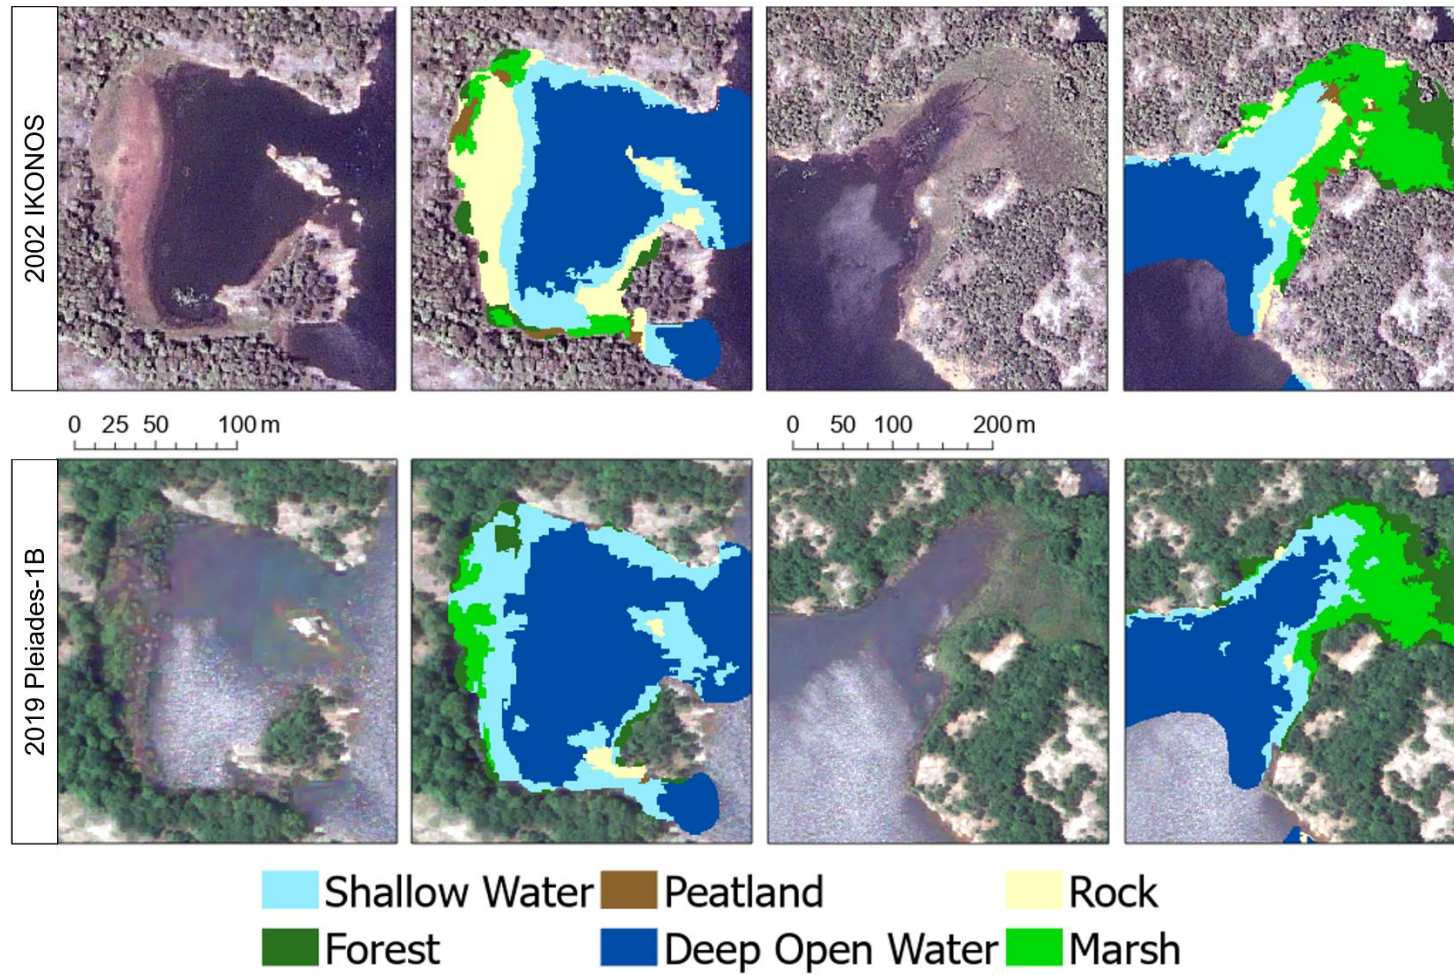 2002 IKONOS
0 25 50 100 m
0 50 100 200 m
2019 Pleiades-1B
Shallow Water Peatland Rock
Forest Deep Open Water Marsh